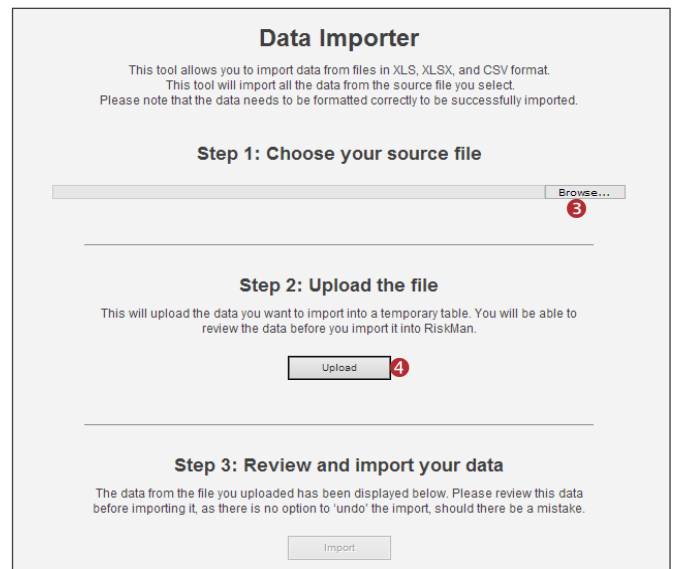 Data Importer
This tool allows you to import data from files in XLS, XLSX, and CSV format.
This tool will import all the data from the source file you select.
Please note that the data needs to be formatted correctly to be successfully imported.
Step 1: Choose your source file
Browse...
3
Step 2: Upload the file
This will upload the data you want to import into a temporary table. You will be able to
review the data before you import it into RiskMan.
Upload
4
Step 3: Review and import your data
The data from the file you uploaded has been displayed below. Please review this data
before importing it, as there is no option to 'undo' the import, should there be a mistake.
Import